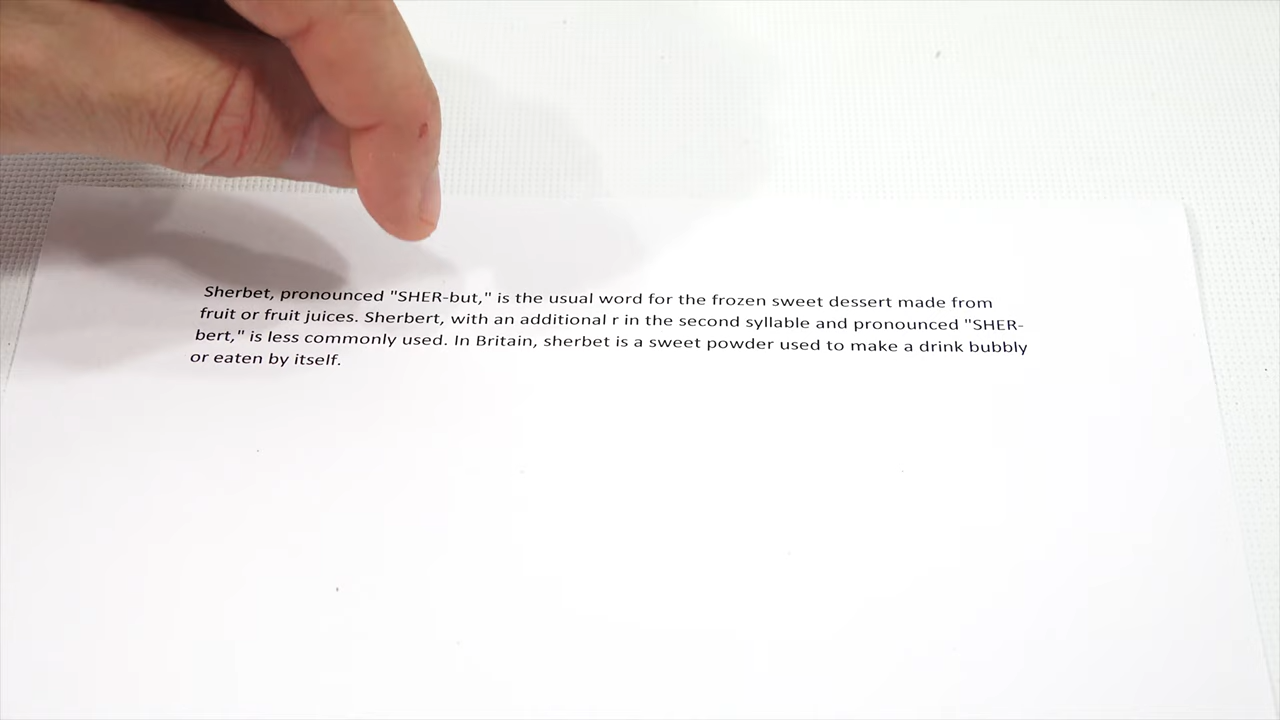 Sherbet, pronounced "SHER-but," is the usual word for the frozen sweet dessert made from
fruit or fruit juices. Sherbert, with an additional r in the second syllable and pronounced "SHER-
bert," is less commonly used. In Britain, sherbet is a sweet powder used to make a drink bubbly
or eaten by itself.